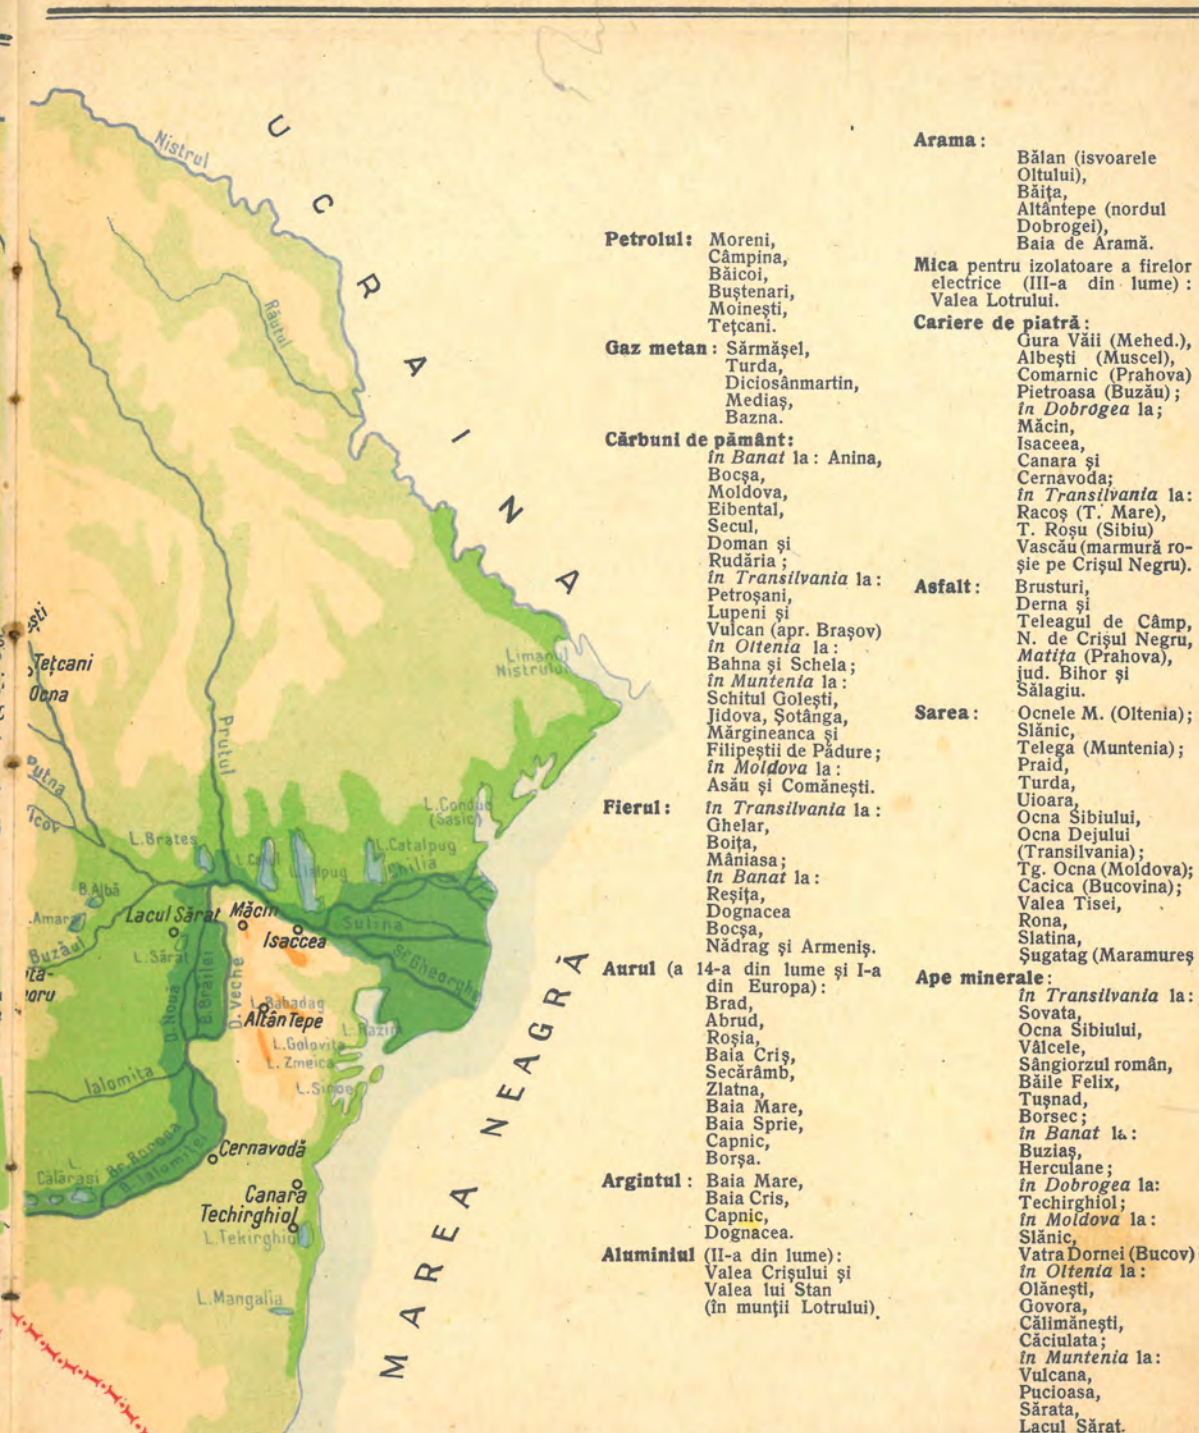 UCRAINA
Nistrul
Răutul
Limanul
Nistrului
Tețcani
Ocna
Prutul
Putna
L.Brates
L.Conduc
(Sasic)
L.Catalpug
L.Ialpug
Chilia
B.Albă
Amara
Buzăul
Lacul Sărat
Măcin
Isaccea
Sulina
Sf.Gheorghe
L.Sărat
D.Nouă
B.Brăilei
D.Veche
L.Babadag
Altân Tepe
L.Razim
L.Golovița
L.Zmeica
L.Sinoe
Ialomița
Cernavodă
L.
Călărași
Br.Borcea
B.Ialomiței
Canara
Techirghiol
L.Tekirghiol
L.Mangalia
MAREA NEAGRĂ
Petrolul: Moreni,
Câmpina,
Băicoi,
Buștenari,
Moinești,
Tețcani.
Gaz metan: Sărmășel,
Turda,
Diciosânmartin,
Mediaș,
Bazna.
Cărbuni de pământ:
în Banat la: Anina,
Bocșa,
Moldova,
Eibental,
Secul,
Doman și
Rudăria;
în Transilvania la:
Petroșani,
Lupeni și
Vulcan (apr. Brașov)
în Oltenia la:
Bahna și Schela;
în Muntenia la:
Schitul Golești,
Jidova, Șotânga,
Mărgineanca și
Filipeștii de Pădure;
în Moldova la:
Asău și Comănești.
Fierul: în Transilvania la:
Ghelar,
Boița,
Mâniasa;
în Banat la:
Reșița,
Dognacea
Bocșa,
Nădrag și Armeniș.
Aurul (a 14-a din lume și I-a
din Europa):
Brad,
Abrud,
Roșia,
Baia Criș,
Secărâmb,
Zlatna,
Baia Mare,
Baia Sprie,
Capnic,
Borșa.
Argintul: Baia Mare,
Baia Cris,
Capnic,
Dognacea.
Aluminiul (II-a din lume):
Valea Crișului și
Valea lui Stan
(în munții Lotrului).
Arama:
Bălan (isvoarele
Oltului),
Băița,
Altântepe (nordul
Dobrogei),
Baia de Aramă.
Mica pentru izolatoare a firelor
electrice (III-a din lume):
Valea Lotrului.
Cariere de piatră:
Gura Văii (Mehed.),
Albești (Muscel),
Comarnic (Prahova)
Pietroasa (Buzău);
în Dobrogea la;
Măcin,
Isaceea,
Canara și
Cernavoda;
în Transilvania la:
Racoș (T. Mare),
T. Roșu (Sibiu)
Vascău (marmură ro-
șie pe Crișul Negru).
Asfalt: Brusturi,
Derna și
Teleagul de Câmp,
N. de Crișul Negru,
Matița (Prahova),
jud. Bihor și
Sălagiu.
Sarea: Ocnele M. (Oltenia);
Slănic,
Telega (Muntenia);
Praid,
Turda,
Uioara,
Ocna Sibiului,
Ocna Dejului
(Transilvania);
Tg. Ocna (Moldova);
Cacica (Bucovina);
Valea Tisei,
Rona,
Slatina,
Șugatag (Maramureș
Ape minerale:
în Transilvania la:
Sovata,
Ocna Sibiului,
Vâlcele,
Sângiorzul român,
Băile Felix,
Tușnad,
Borsec;
în Banat la:
Buziaș,
Herculane;
în Dobrogea la:
Techirghiol;
în Moldova la:
Slănic,
Vatra Dornei (Bucov)
în Oltenia la:
Olănești,
Govora,
Călimănești,
Căciulata;
în Muntenia la:
Vulcana,
Pucioasa,
Sărata,
Lacul Sărat.